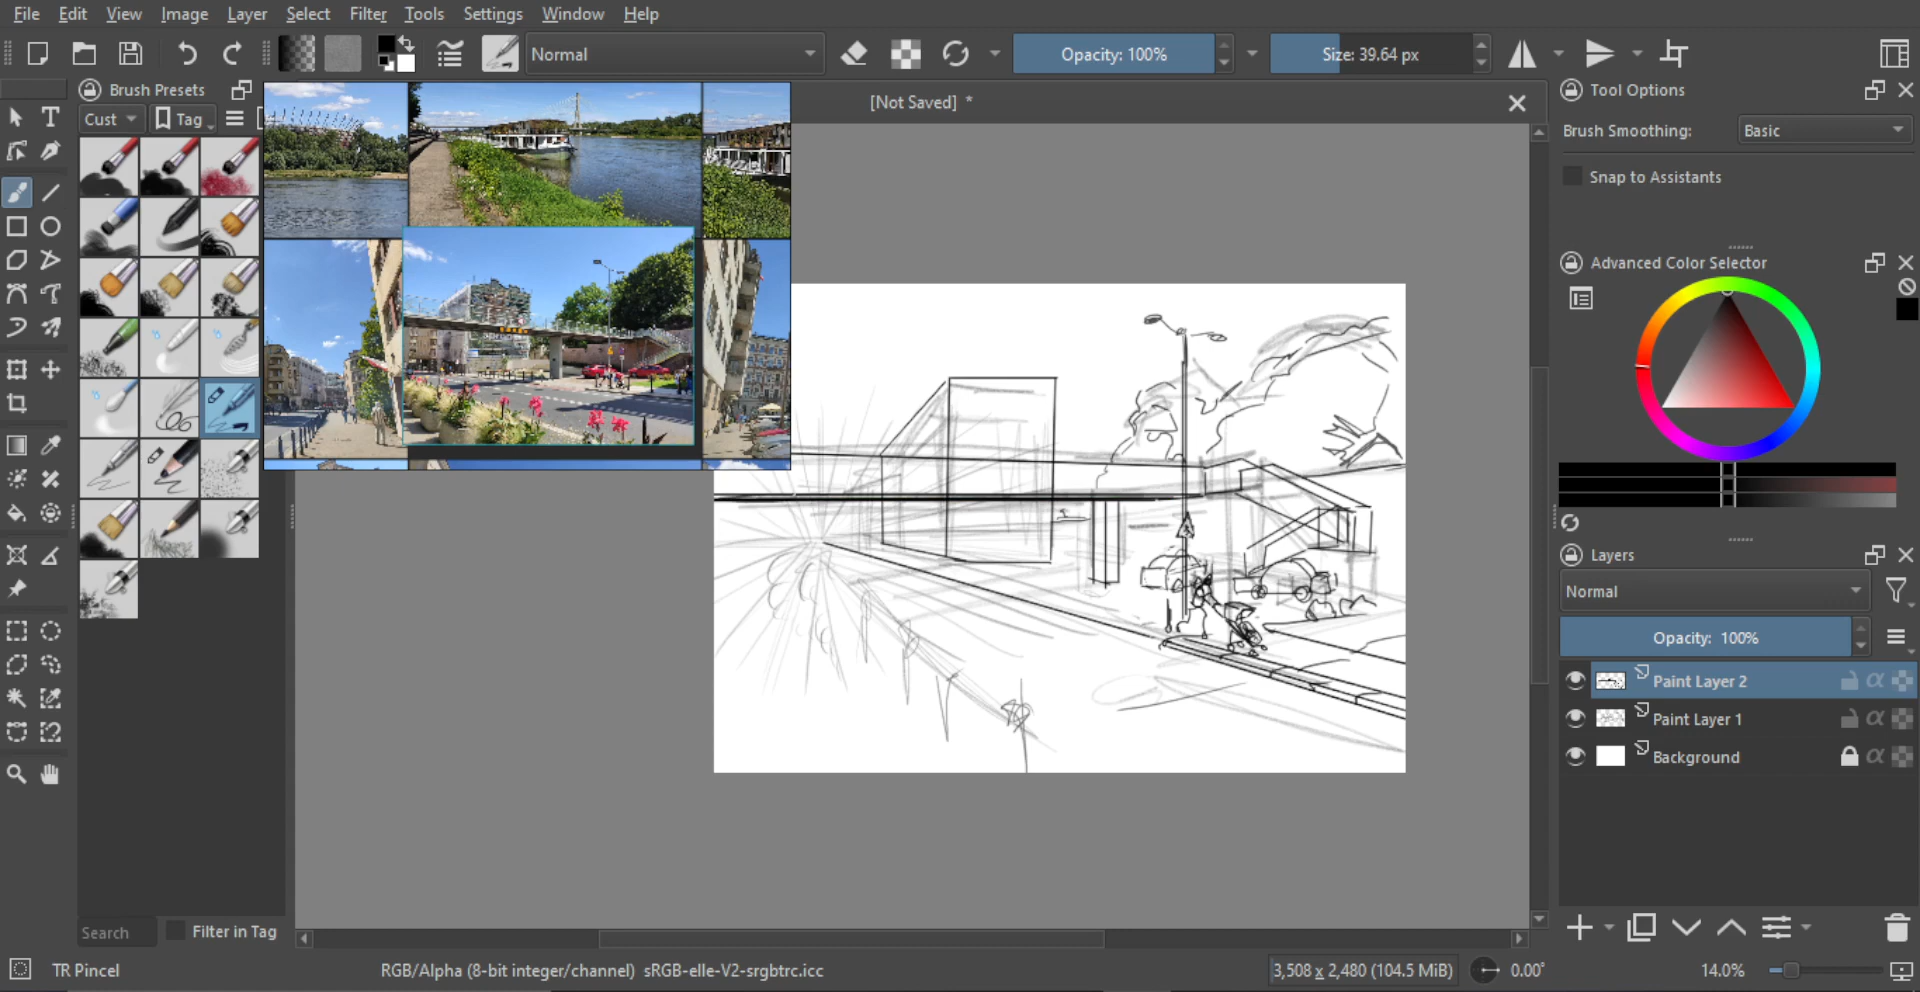 File Edit View Image Layer Select Filter Tools Settings Window Help
Normal Opacity: 100% Size: 39.64 px
Brush Presets
Cust Tag
[Not Saved] *
Tool Options
Brush Smoothing: Basic
Snap to Assistants
Advanced Color Selector
Layers
Normal
Opacity: 100%
Paint Layer 2
Paint Layer 1
Background
Search Filter in Tag
TR Pincel RGB/Alpha (8-bit integer/channel) sRGB-elle-V2-srgbtrc.icc 3,508 x 2,480 (104.5 MiB) 0.00° 14.0%